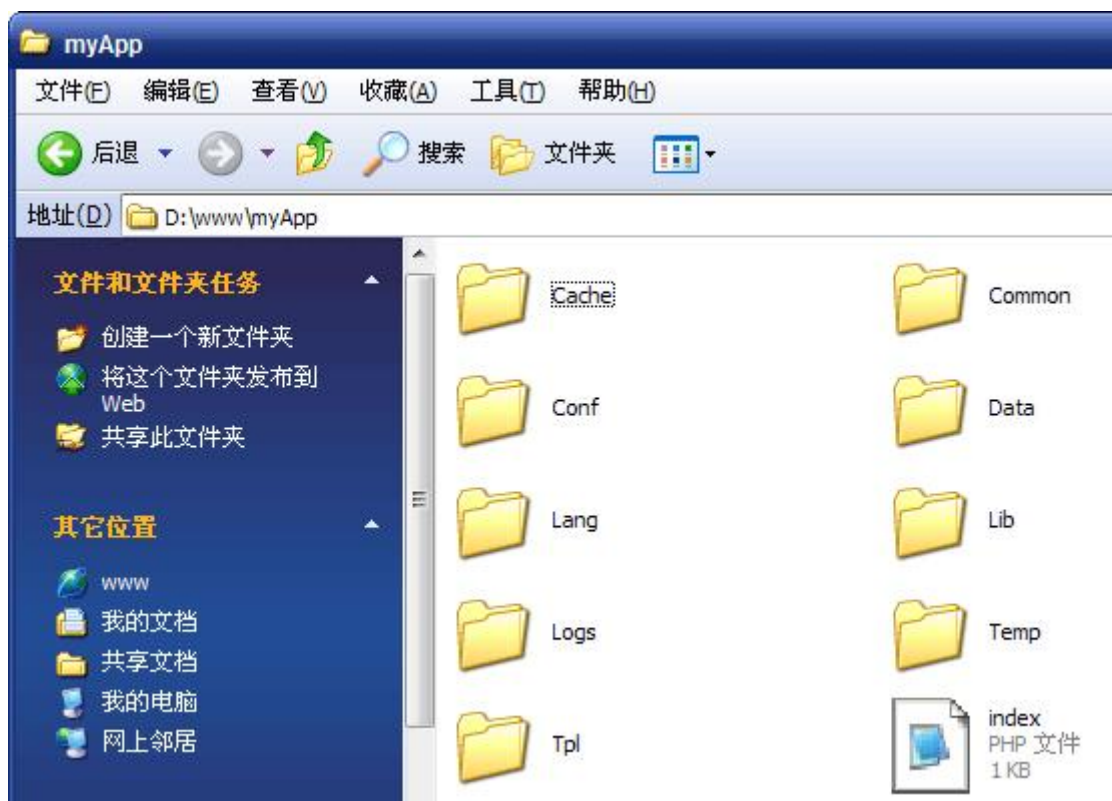 myApp
文件(F) 编辑(E) 查看(V) 收藏(A) 工具(T) 帮助(H)
后退 搜索 文件夹
地址(D) D:\www\myApp
文件和文件夹任务
创建一个新文件夹
将这个文件夹发布到
Web
共享此文件夹
其它位置
www
我的文档
共享文档
我的电脑
网上邻居
Cache Common
Conf Data
Lang Lib
Logs Temp
Tpl
index
PHP 文件
1 KB